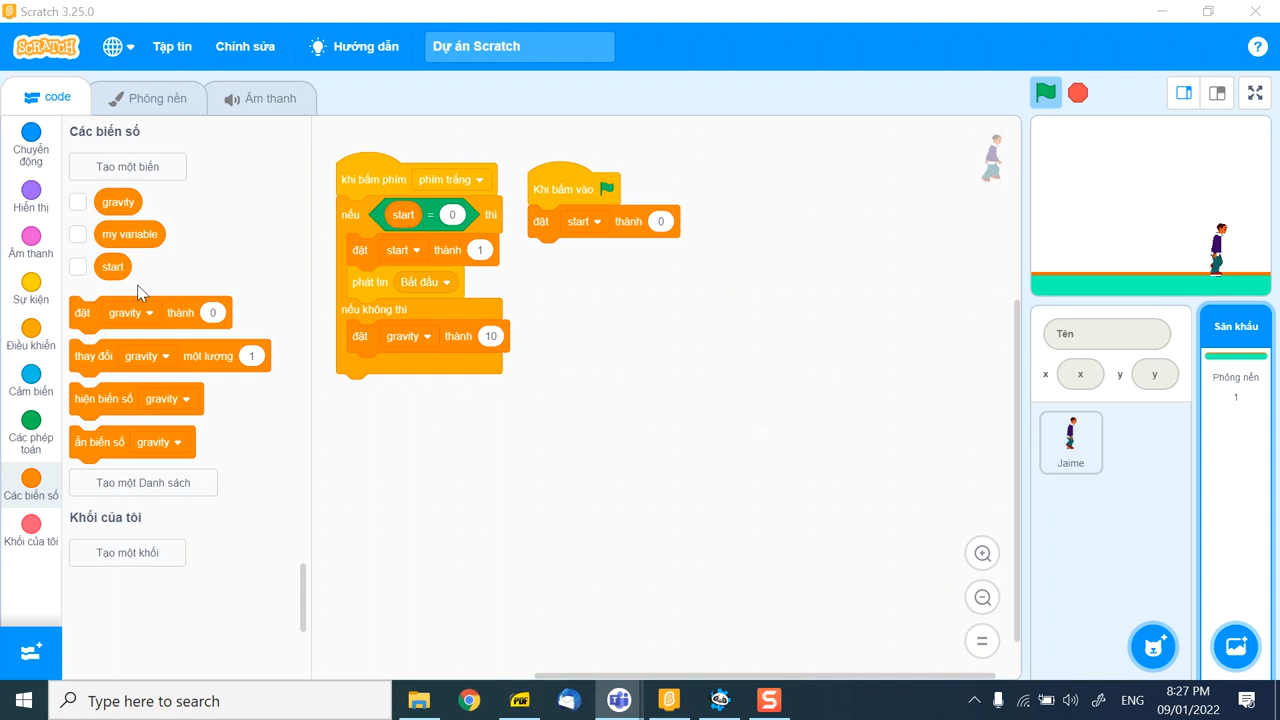 Scratch 3.25.0
SCRATCH
Tập tin
Chỉnh sửa
Hướng dẫn
Dự án Scratch
?
code
Phông nền
Âm thanh
Chuyển động
Hiển thị
Âm thanh
Sự kiện
Điều khiển
Cảm biến
Các phép toán
Các biến số
Khối của tôi
Các biến số
Tạo một biến
gravity
my variable
start
đặt gravity thành 0
thay đổi gravity một lượng 1
hiện biến số gravity
ẩn biến số gravity
Tạo một Danh sách
Khối của tôi
Tạo một khối
khi bấm phím phím trắng
nếu start = 0 thì
đặt start thành 1
phát tin Bắt đầu
nếu không thì
đặt gravity thành 10
Khi bấm vào
đặt start thành 0
Tên
x x y y
Jaime
Sân khấu
Phông nền
1
Type here to search
PDF
ENG
8:27 PM
09/01/2022